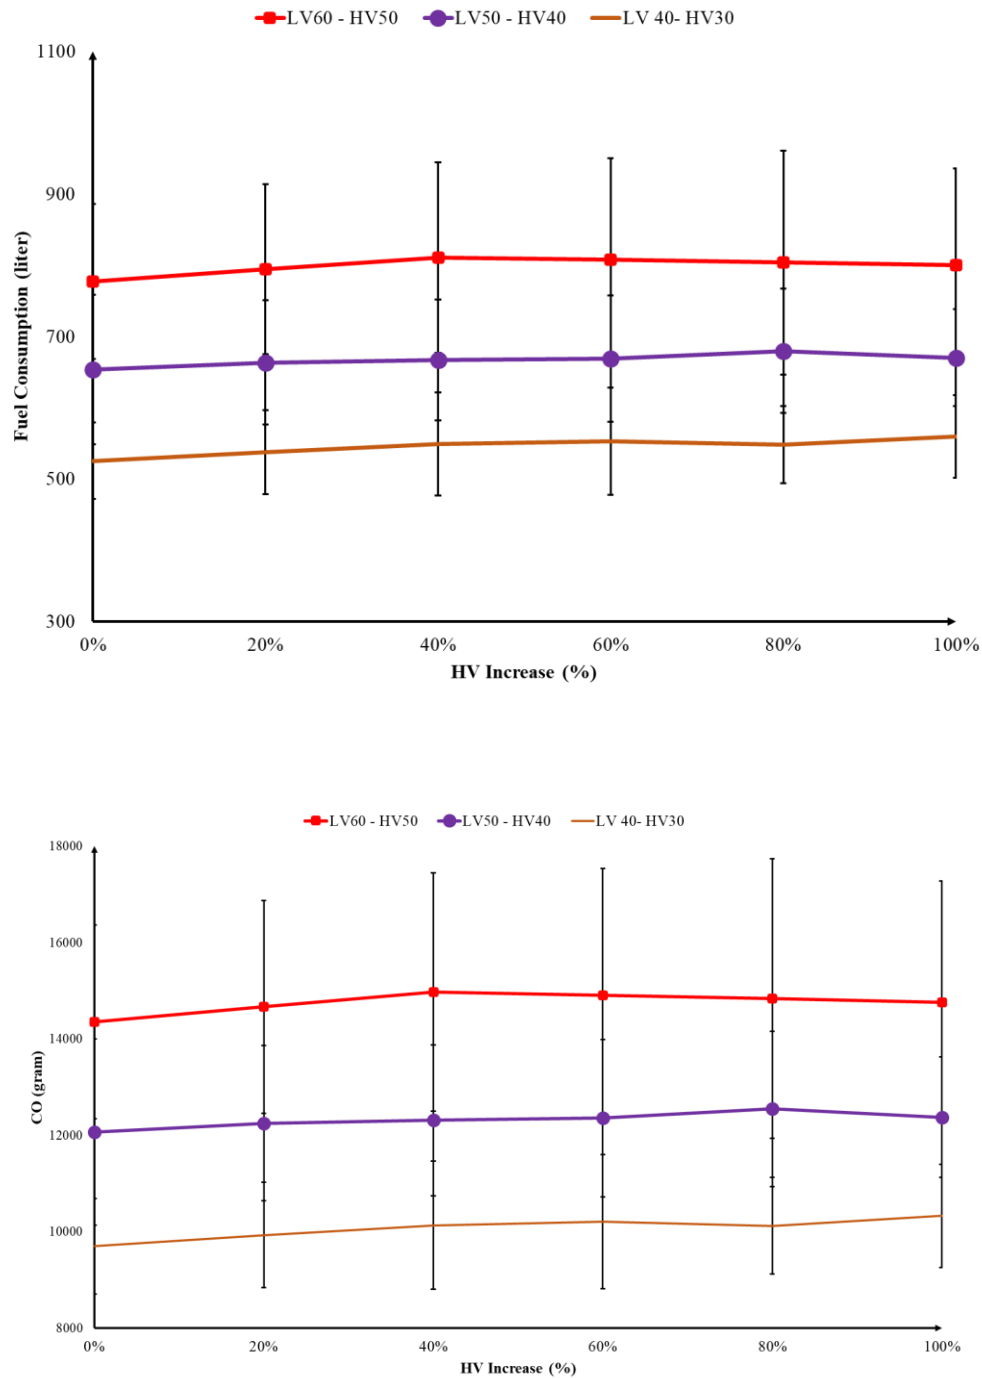 LV60 - HV50 LV50 - HV40 LV 40- HV30
1100
900
700
500
300
Fuel Consumption (liter)
0% 20% 40% 60% 80% 100%
HV Increase (%)
LV60 - HV50 LV50 - HV40 LV 40- HV30
18000
16000
14000
12000
10000
8000
CO (gram)
0% 20% 40% 60% 80% 100%
HV Increase (%)